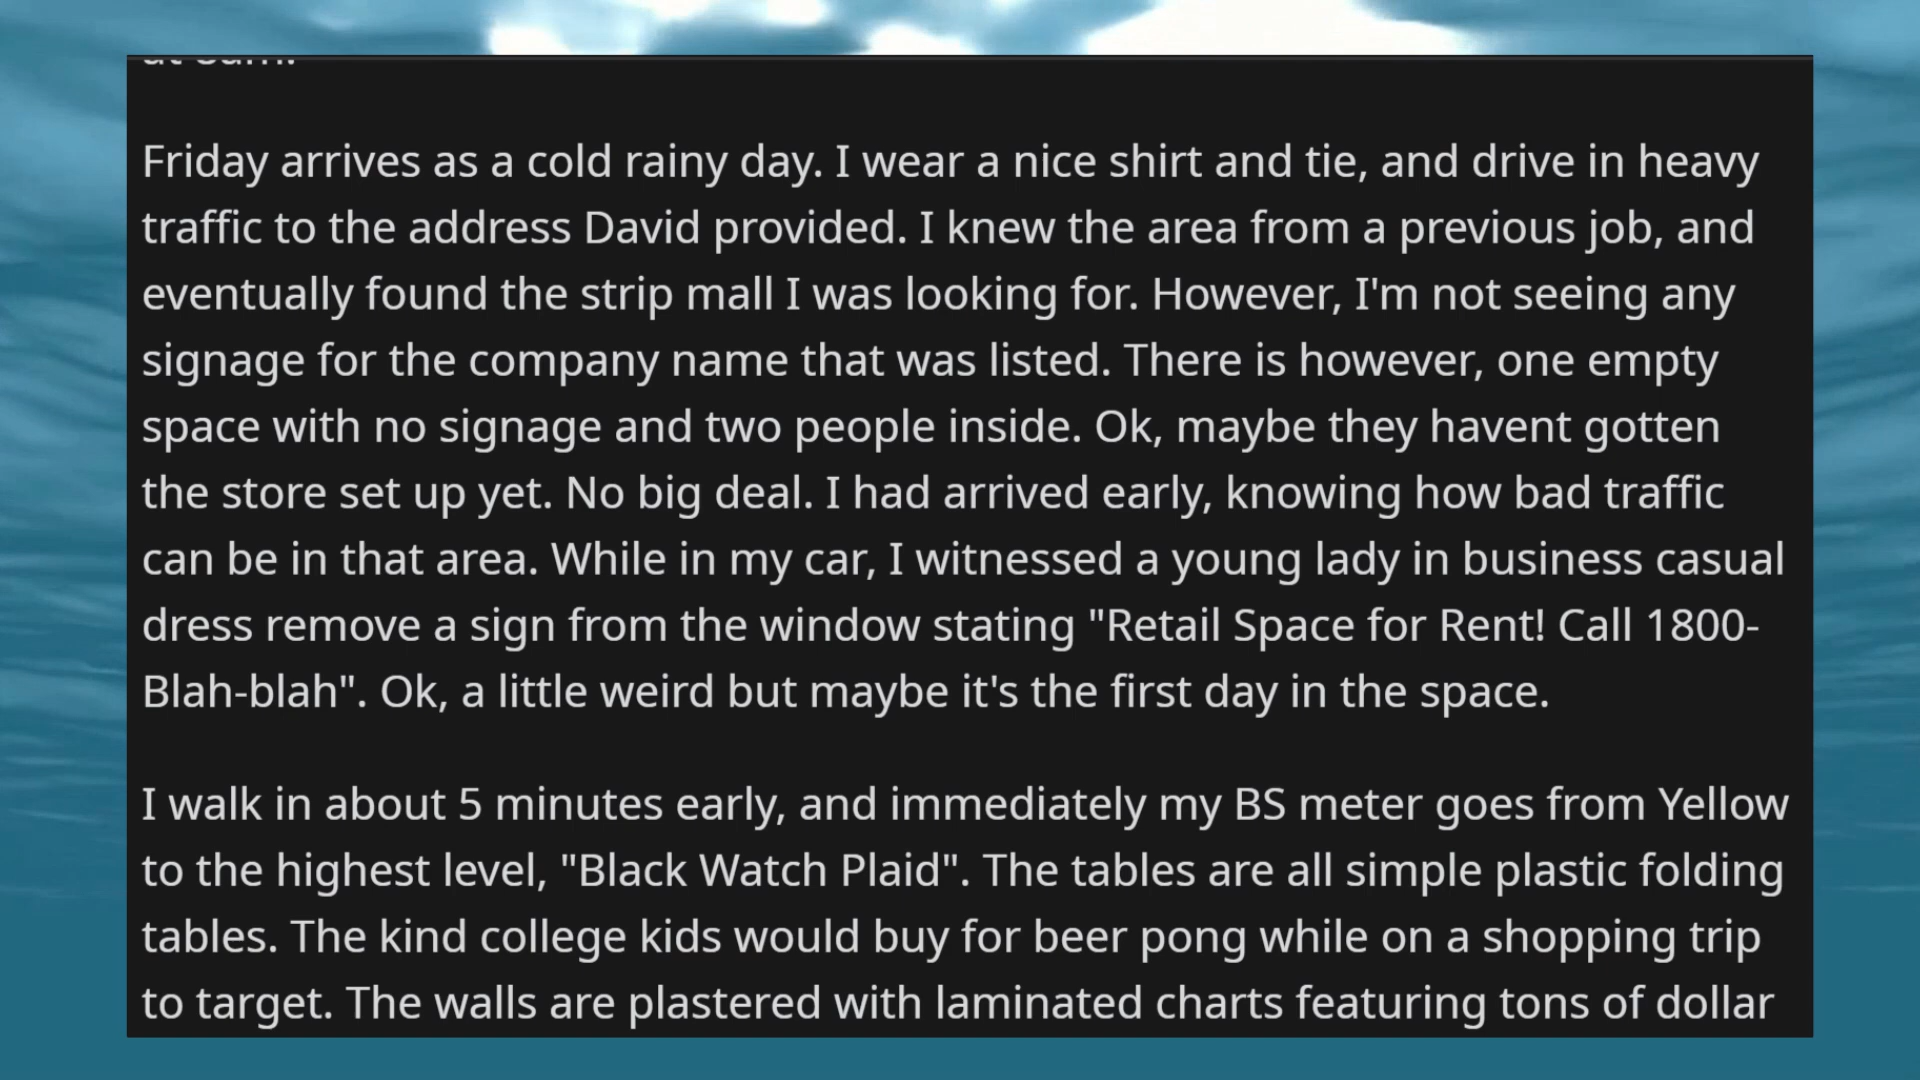 Friday arrives as a cold rainy day. I wear a nice shirt and tie, and drive in heavy
traffic to the address David provided. I knew the area from a previous job, and
eventually found the strip mall I was looking for. However, I'm not seeing any
signage for the company name that was listed. There is however, one empty
space with no signage and two people inside. Ok, maybe they havent gotten
the store set up yet. No big deal. I had arrived early, knowing how bad traffic
can be in that area. While in my car, I witnessed a young lady in business casual
dress remove a sign from the window stating "Retail Space for Rent! Call 1800-
Blah-blah". Ok, a little weird but maybe it's the first day in the space.
I walk in about 5 minutes early, and immediately my BS meter goes from Yellow
to the highest level, "Black Watch Plaid". The tables are all simple plastic folding
tables. The kind college kids would buy for beer pong while on a shopping trip
to target. The walls are plastered with laminated charts featuring tons of dollar